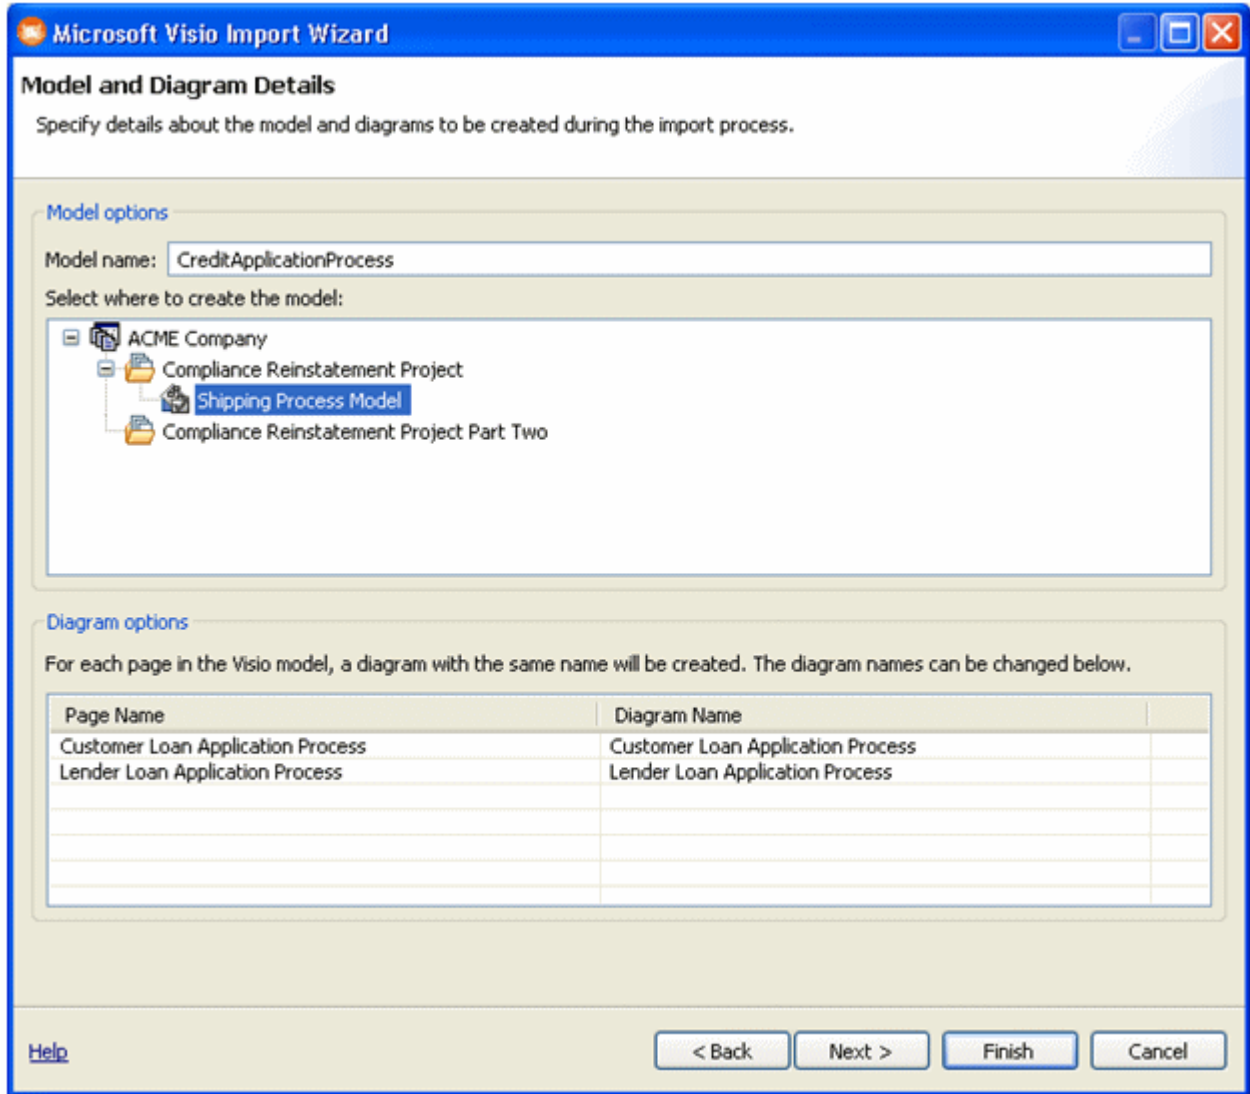 Microsoft Visio Import Wizard
Model and Diagram Details
Specify details about the model and diagrams to be created during the import process.
Model options
Model name: CreditApplicationProcess
Select where to create the model:
ACME Company
Compliance Reinstatement Project
Shipping Process Model
Compliance Reinstatement Project Part Two
Diagram options
For each page in the Visio model, a diagram with the same name will be created. The diagram names can be changed below.
Page Name Diagram Name
Customer Loan Application Process Customer Loan Application Process
Lender Loan Application Process Lender Loan Application Process
Help < Back Next > Finish Cancel